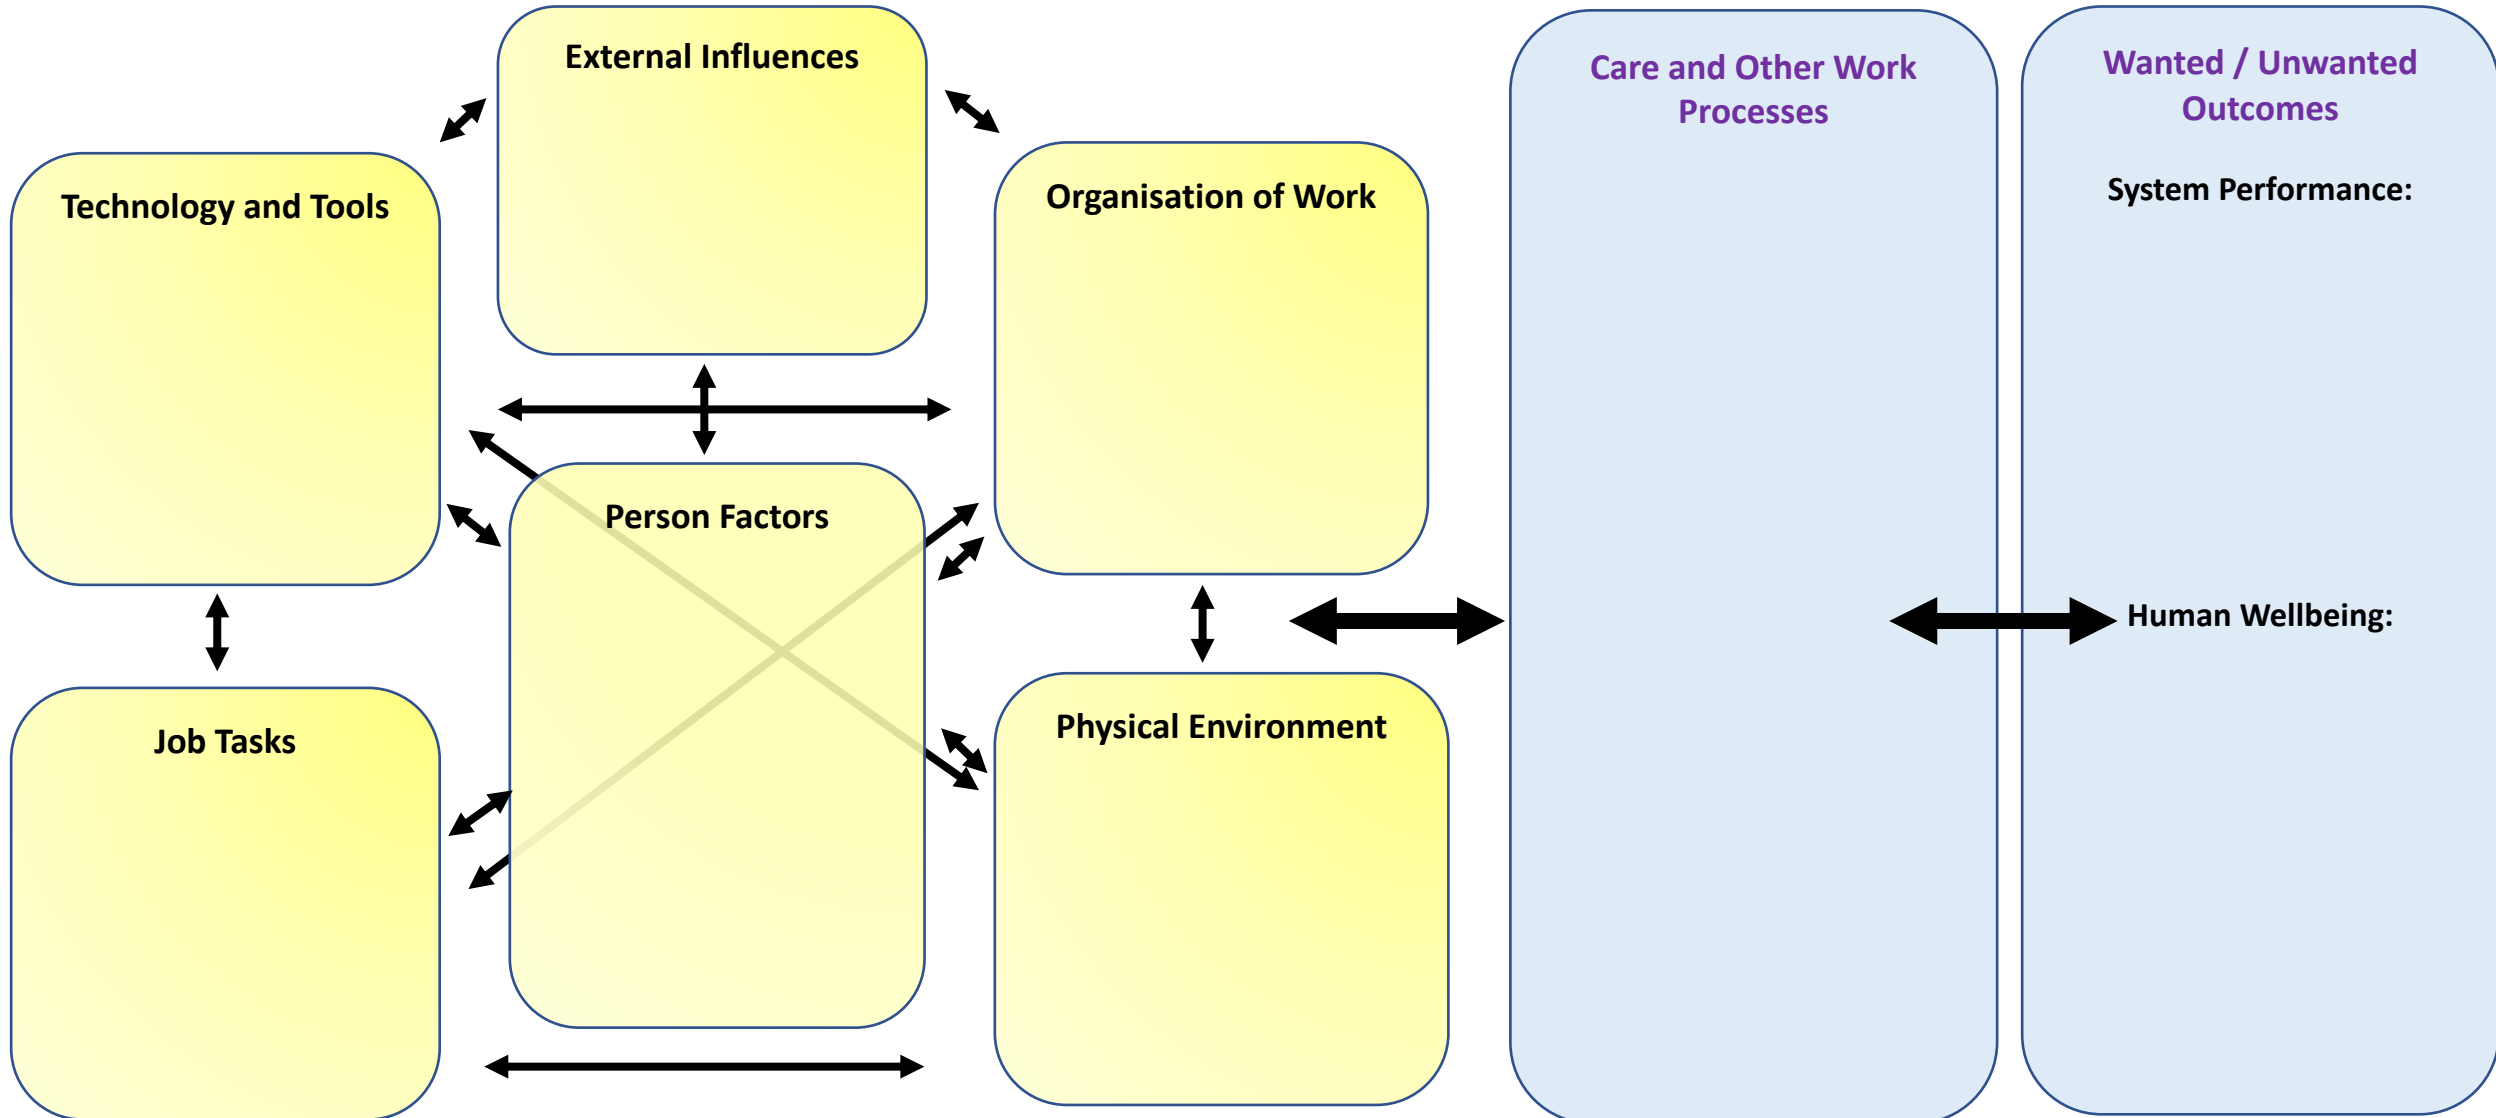 External Influences
Technology and Tools
Organisation of Work
Person Factors
Job Tasks
Physical Environment
Care and Other Work
Processes
Wanted / Unwanted
Outcomes
System Performance:
Human Wellbeing: